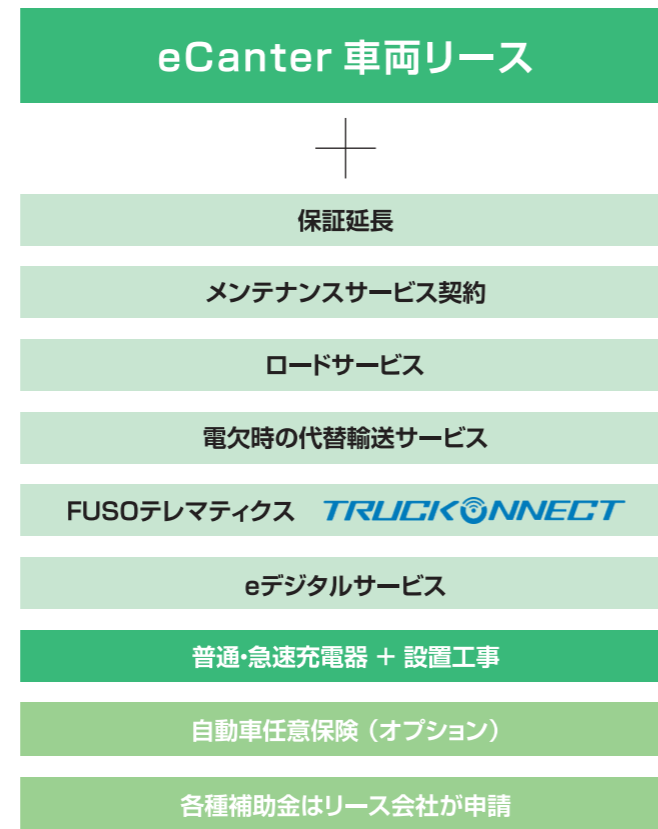 eCanter 車両リース
保証延長
メンテナンスサービス契約
ロードサービス
電欠時の代替輸送サービス
FUSOテレマティクス TRUCKONNECT
eデジタルサービス
普通・急速充電器 + 設置工事
自動車任意保険（オプション）
各種補助金はリース会社が申請